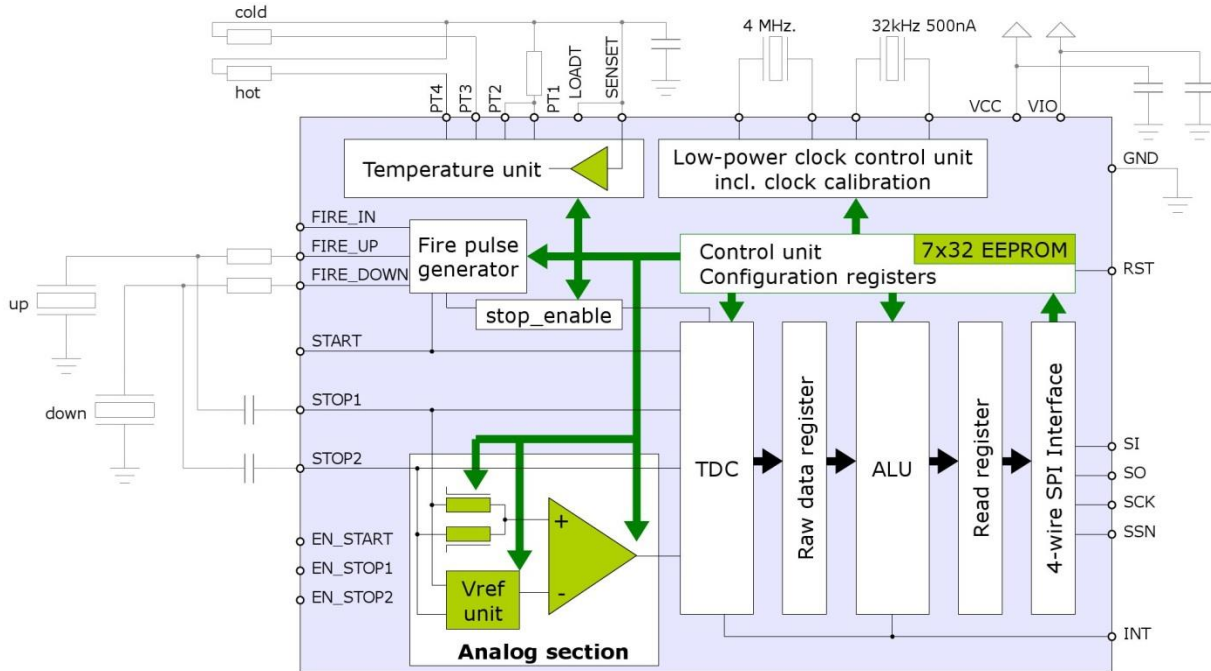 cold
hot
4 MHz.
32kHz 500nA
PT4
PT3
PT2
PT1
LOADT
SENSET
VCC
VIO
GND
Temperature unit
Low-power clock control unit
incl. clock calibration
FIRE_IN
FIRE_UP
FIRE_DOWN
Fire pulse
generator
Control unit
Configuration registers
7x32 EEPROM
RST
up
stop_enable
START
STOP1
down
STOP2
TDC
Raw data register
ALU
Read register
4-wire SPI Interface
SI
SO
SCK
SSN
EN_START
EN_STOP1
EN_STOP2
+
-
Vref
unit
Analog section
INT